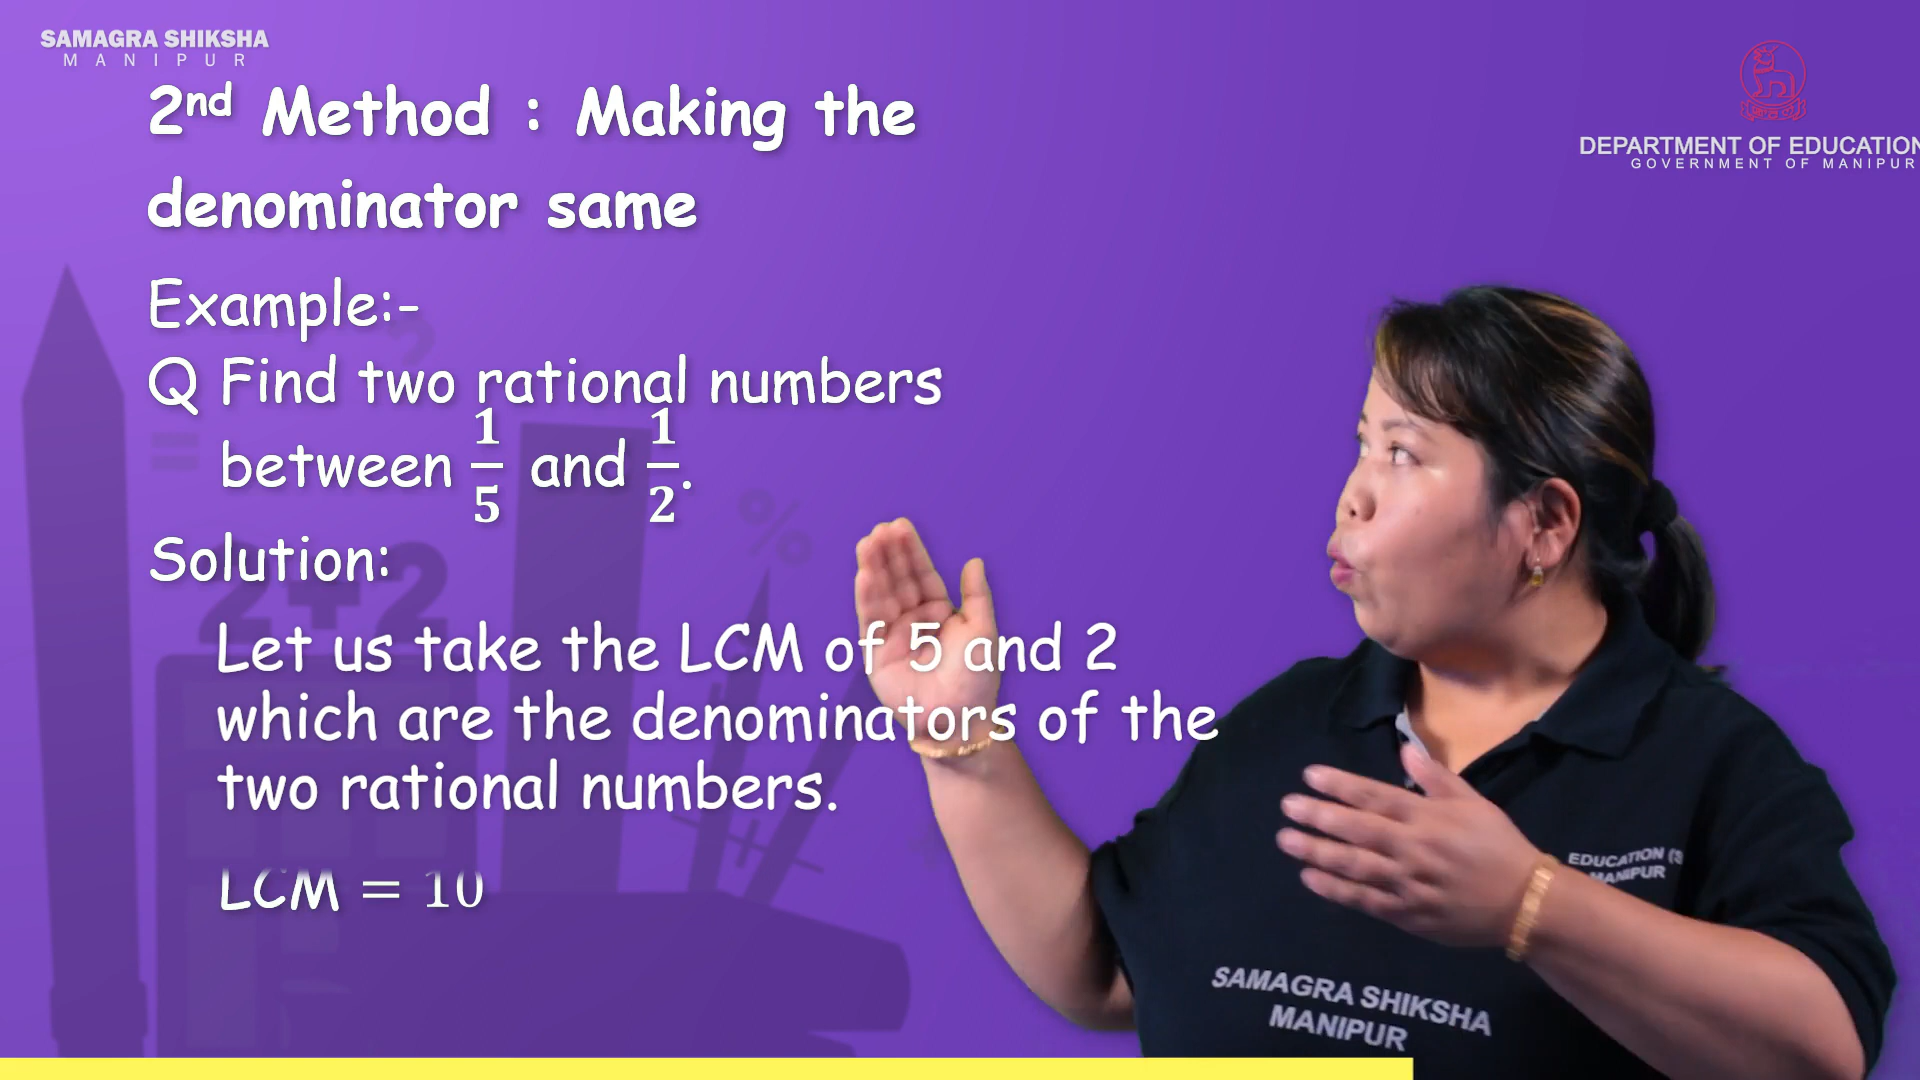 SAMAGRA SHIKSHA
MANIPUR
DEPARTMENT OF EDUCATION
GOVERNMENT OF MANIPUR
2nd Method : Making the
denominator same
Example:-
Q Find two rational numbers
between 1/5 and 1/2.
Solution:
Let us take the LCM of 5 and 2
which are the denominators of the
two rational numbers.
LCM = 10
EDUCATION (S
MANIPUR
SAMAGRA SHIKSHA
MANIPUR